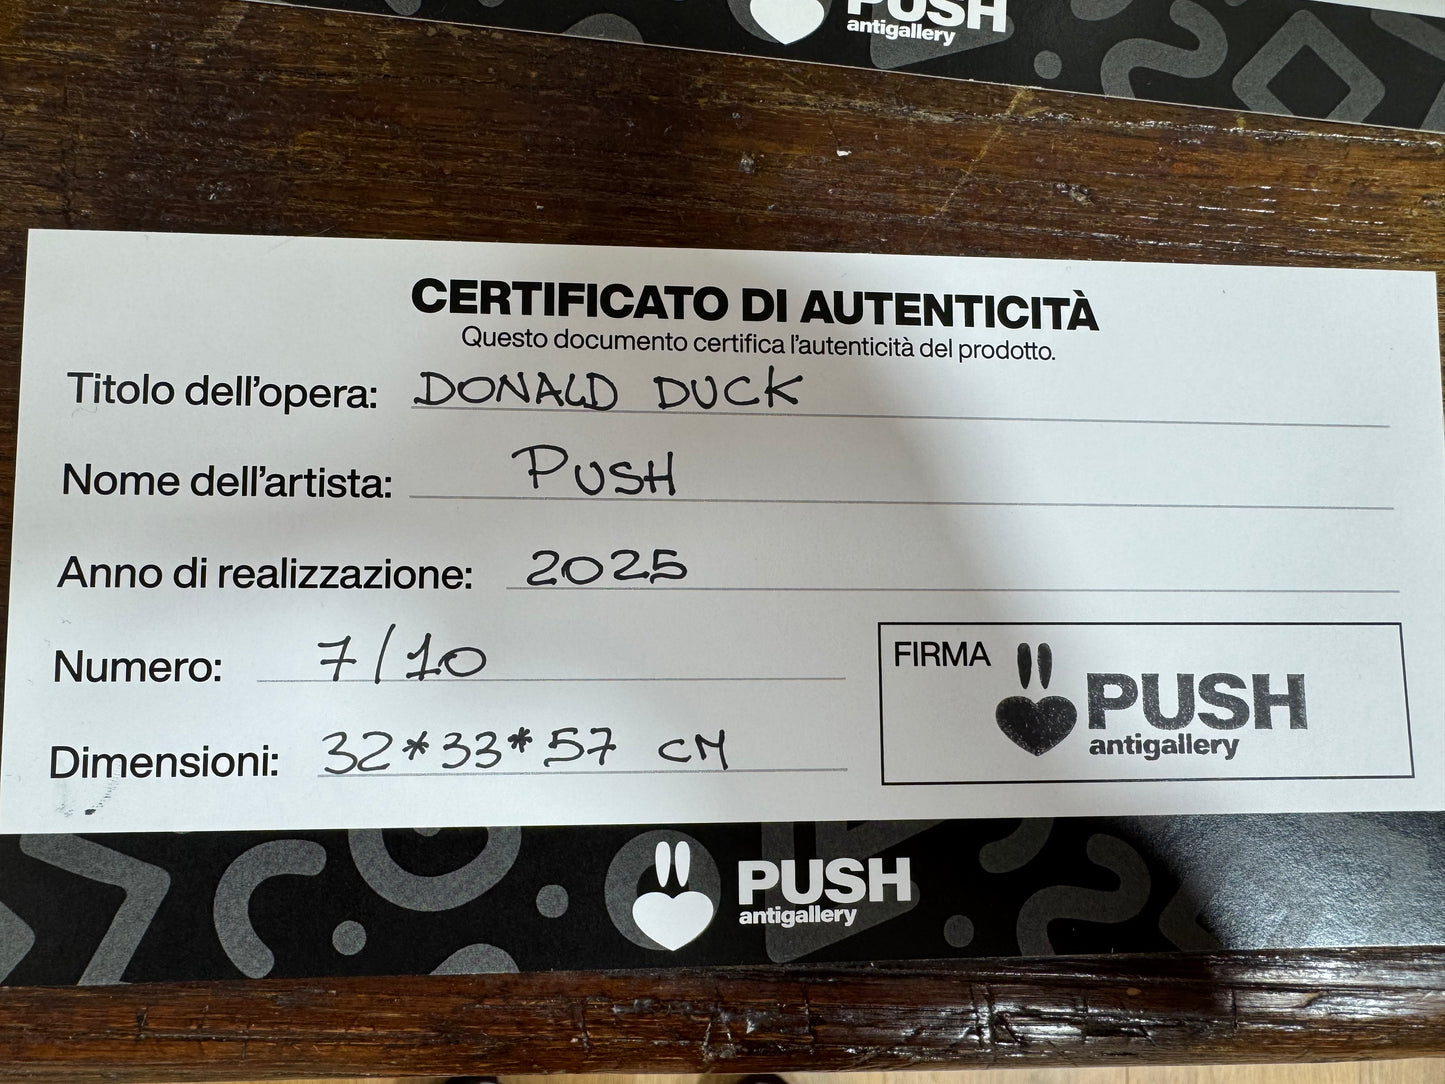 PUSH
antigallery
CERTIFICATO DI AUTENTICITÀ
Questo documento certifica l'autenticità del prodotto.
Titolo dell'opera: DONALD DUCK
Nome dell'artista: PUSH
Anno di realizzazione: 2025
Numero: 7/10
Dimensioni: 32*33*57 CM
FIRMA
PUSH
antigallery
PUSH
antigallery